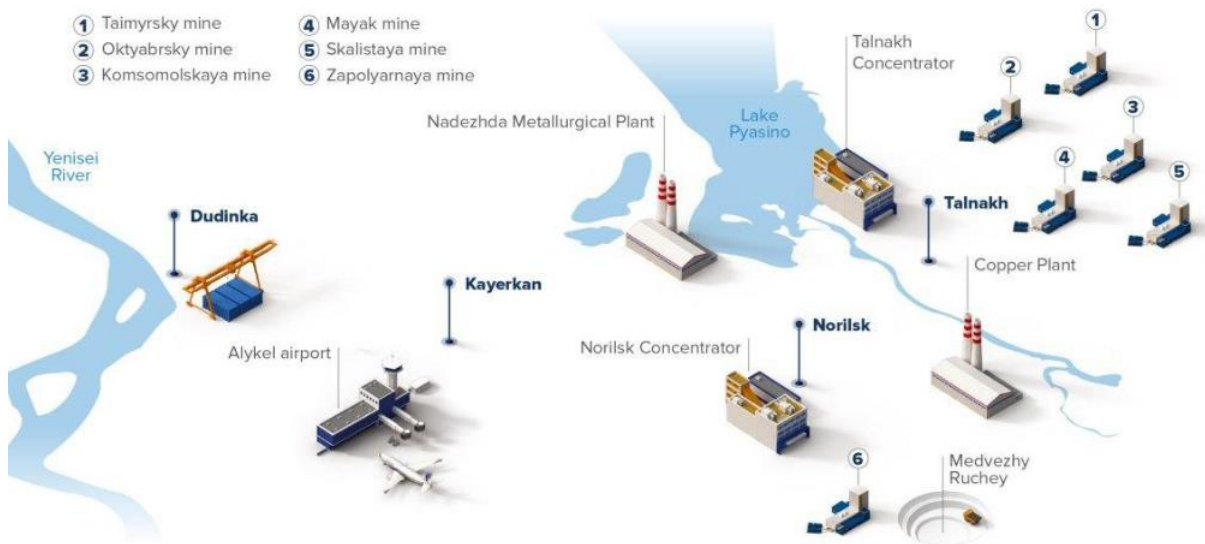 1 Taimyrsky mine
2 Oktyabrsky mine
3 Komsomolskaya mine
4 Mayak mine
5 Skalistaya mine
6 Zapolyarnaya mine
Talnakh
Concentrator
1
2
3
4
5
Nadezhda Metallurgical Plant
Lake
Pyasino
Yenisei
River
Dudinka
Talnakh
Kayerkan
Copper Plant
Alykel airport
Norilsk Concentrator
Norilsk
6
Medvezhy
Ruchey